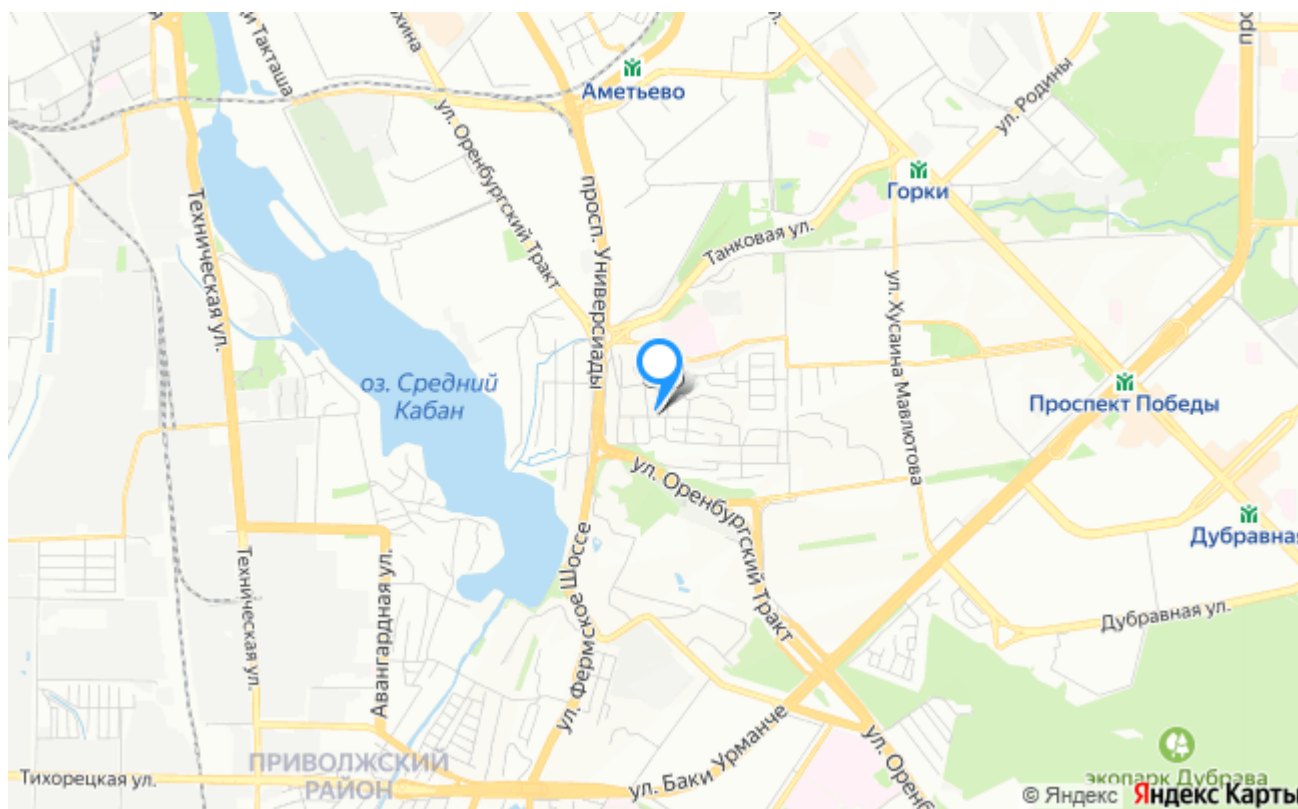 Аметьево
ул. Родины
Горки
ул. Оренбургский Тракт
просп. Универсиады
Танковая ул.
Техническая ул.
оз. Средний
Кабан
ул. Хусаина Мавлютова
Проспект Победы
ул. Оренбургский Тракт
Дубравная
ул. Фермское Шоссе
Техническая ул.
Авангардная ул.
Дубравная ул.
ПРИВОЛЖСКИЙ
РАЙОН
Тихорецкая ул.
ул. Баки Урманче
ул. Орен
экопарк Дубрава
© Яндекс Яндекс Карты